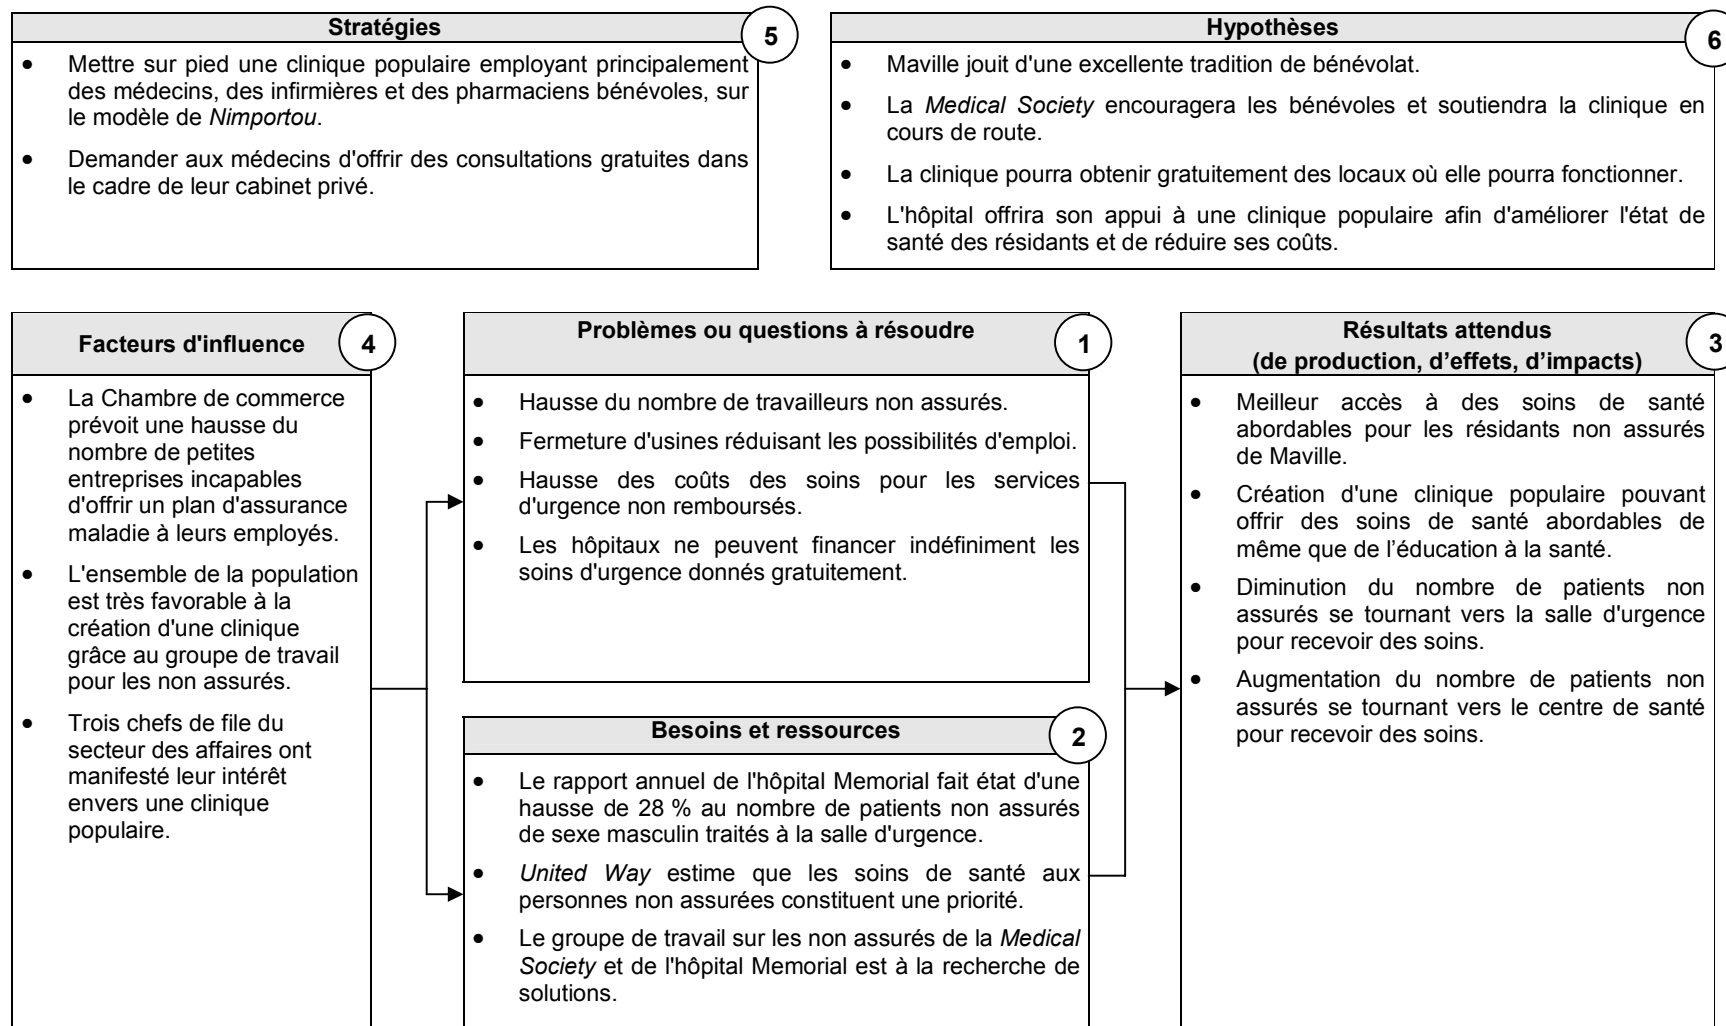 Stratégies
5
• Mettre sur pied une clinique populaire employant principalement
des médecins, des infirmières et des pharmaciens bénévoles, sur
le modèle de Nimportou.
• Demander aux médecins d'offrir des consultations gratuites dans
le cadre de leur cabinet privé.
Hypothèses
6
• Maville jouit d'une excellente tradition de bénévolat.
• La Medical Society encouragera les bénévoles et soutiendra la clinique en
cours de route.
• La clinique pourra obtenir gratuitement des locaux où elle pourra fonctionner.
• L'hôpital offrira son appui à une clinique populaire afin d'améliorer l'état de
santé des résidants et de réduire ses coûts.
Facteurs d'influence
4
• La Chambre de commerce
prévoit une hausse du
nombre de petites
entreprises incapables
d'offrir un plan d'assurance
maladie à leurs employés.
• L'ensemble de la population
est très favorable à la
création d'une clinique
grâce au groupe de travail
pour les non assurés.
• Trois chefs de file du
secteur des affaires ont
manifesté leur intérêt
envers une clinique
populaire.
Problèmes ou questions à résoudre
1
• Hausse du nombre de travailleurs non assurés.
• Fermeture d'usines réduisant les possibilités d'emploi.
• Hausse des coûts des soins pour les services
d'urgence non remboursés.
• Les hôpitaux ne peuvent financer indéfiniment les
soins d'urgence donnés gratuitement.
Besoins et ressources
2
• Le rapport annuel de l'hôpital Memorial fait état d'une
hausse de 28 % au nombre de patients non assurés
de sexe masculin traités à la salle d'urgence.
• United Way estime que les soins de santé aux
personnes non assurées constituent une priorité.
• Le groupe de travail sur les non assurés de la Medical
Society et de l'hôpital Memorial est à la recherche de
solutions.
Résultats attendus
(de production, d’effets, d’impacts)
3
• Meilleur accès à des soins de santé
abordables pour les résidants non assurés
de Maville.
• Création d'une clinique populaire pouvant
offrir des soins de santé abordables de
même que de l’éducation à la santé.
• Diminution du nombre de patients non
assurés se tournant vers la salle d'urgence
pour recevoir des soins.
• Augmentation du nombre de patients non
assurés se tournant vers le centre de santé
pour recevoir des soins.